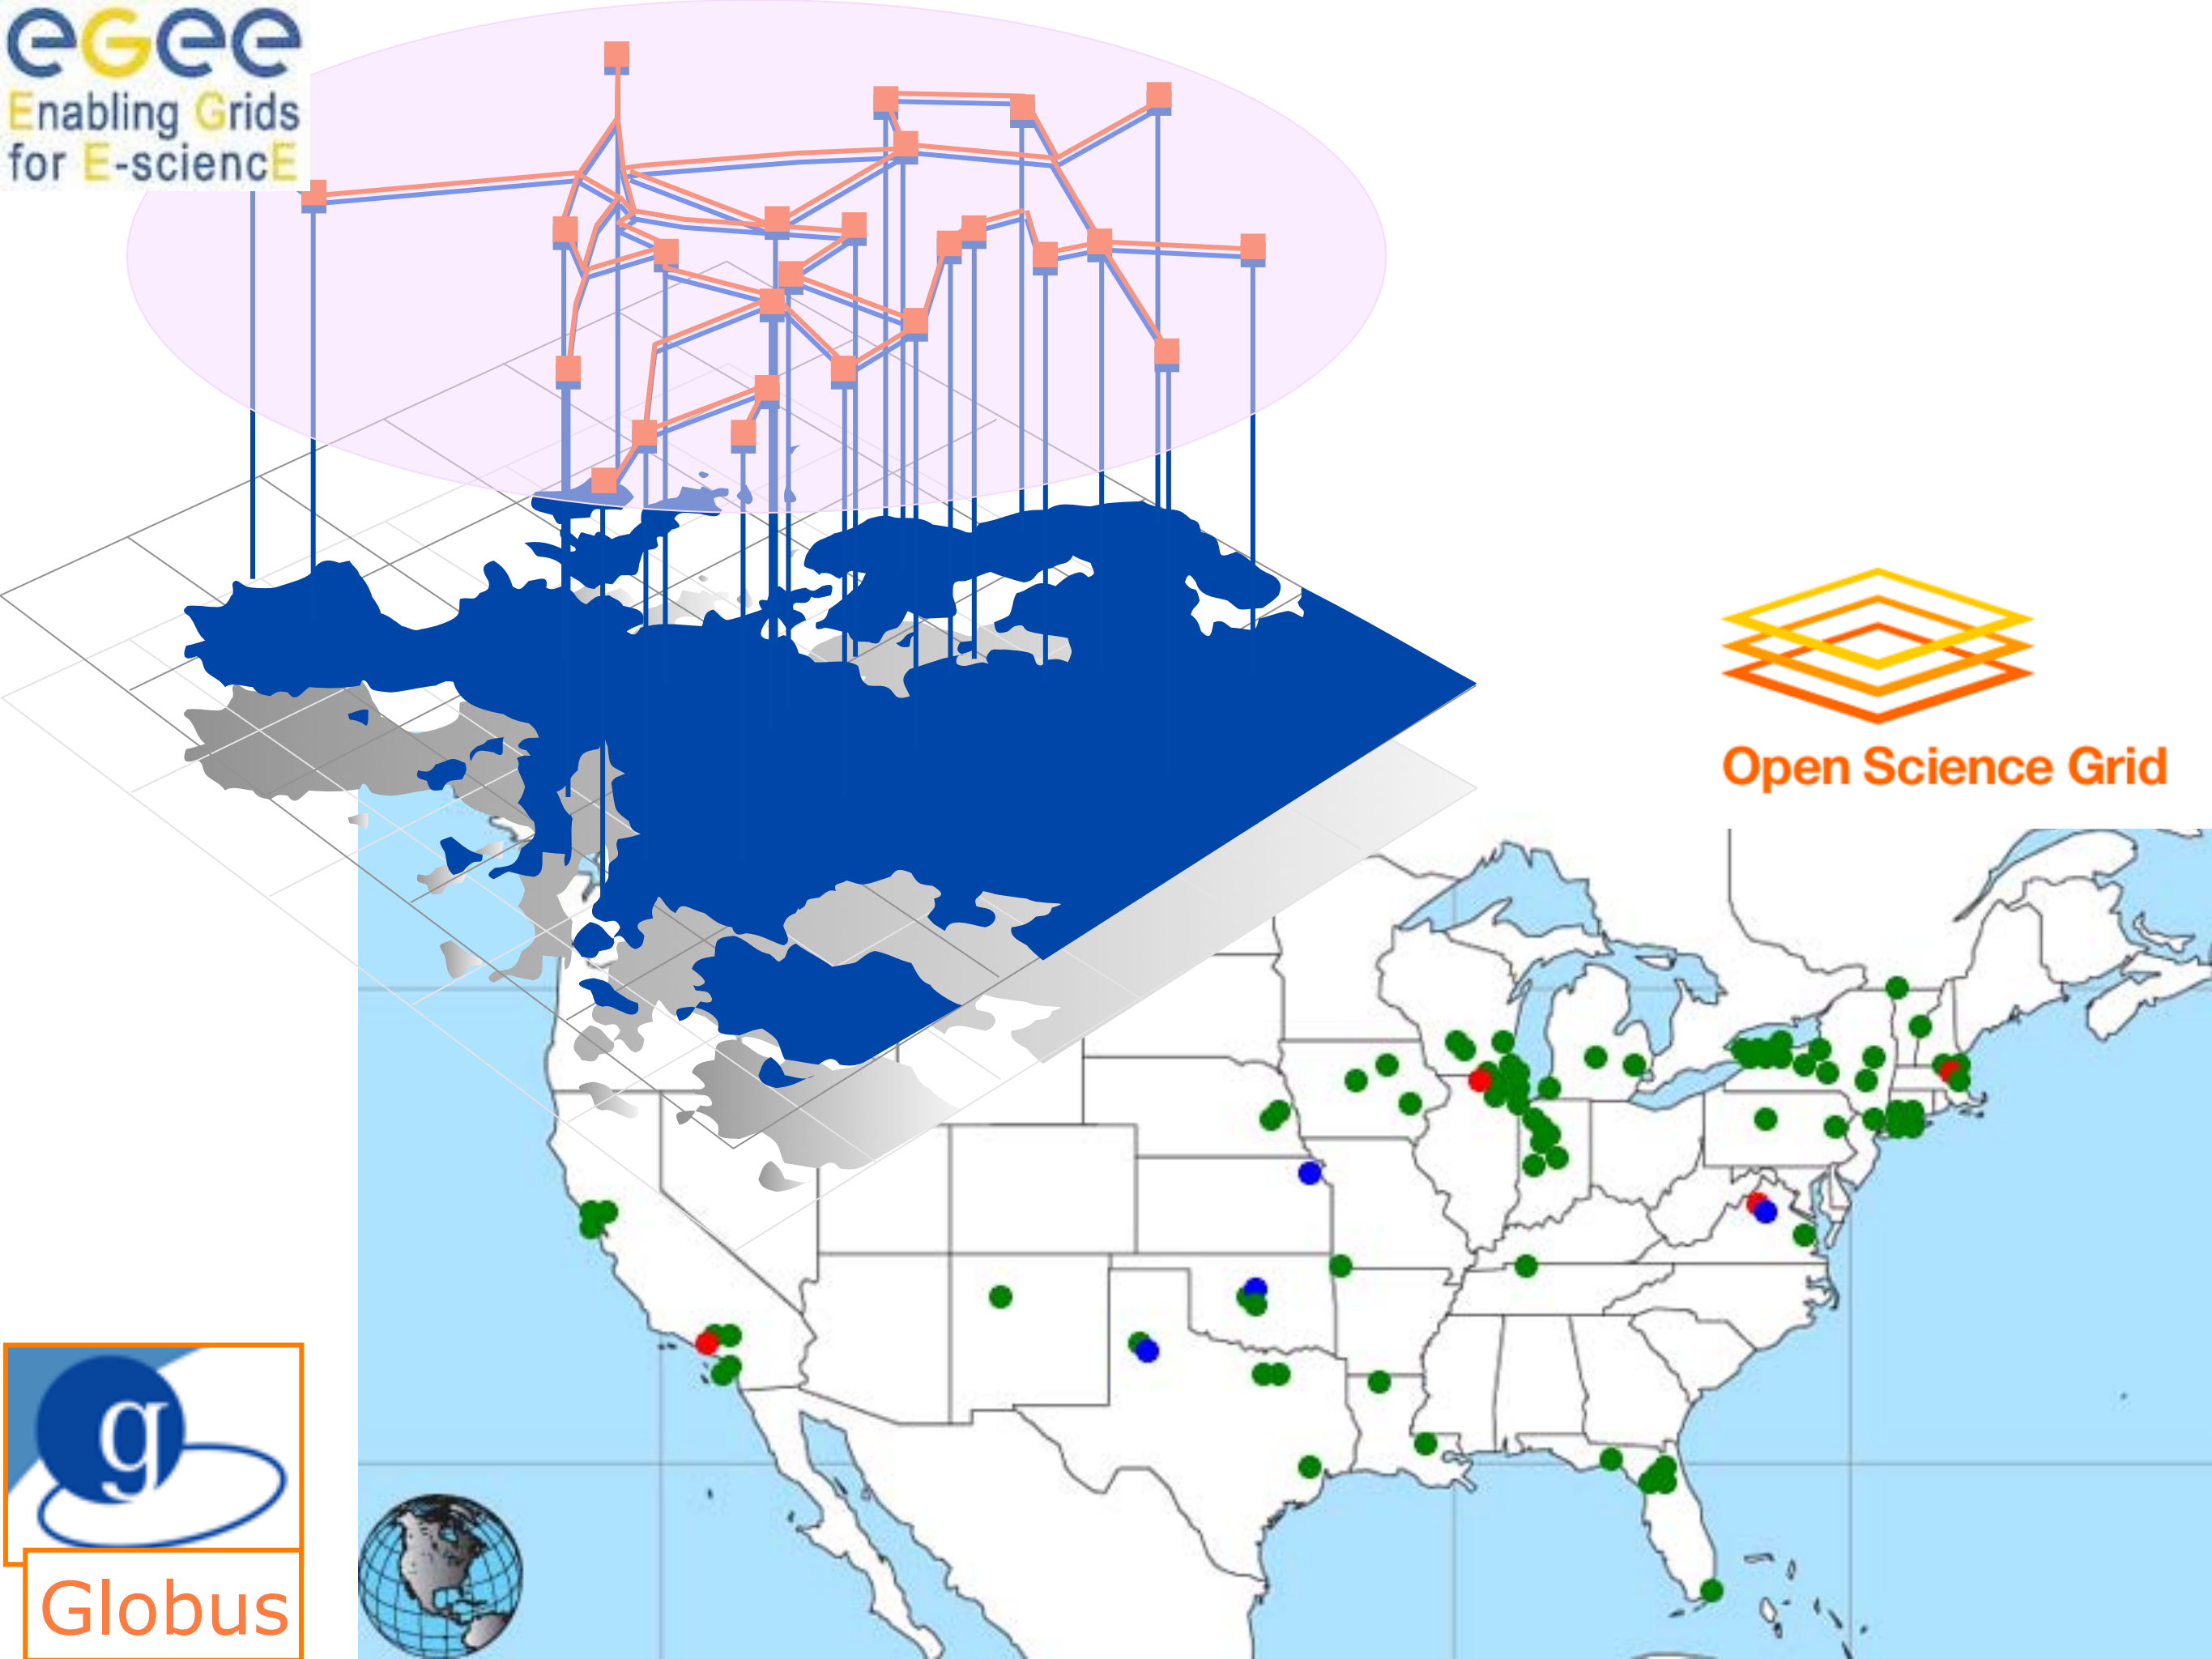 eGee
Enabling Grids
for E-sciencE
Open Science Grid
g
Globus